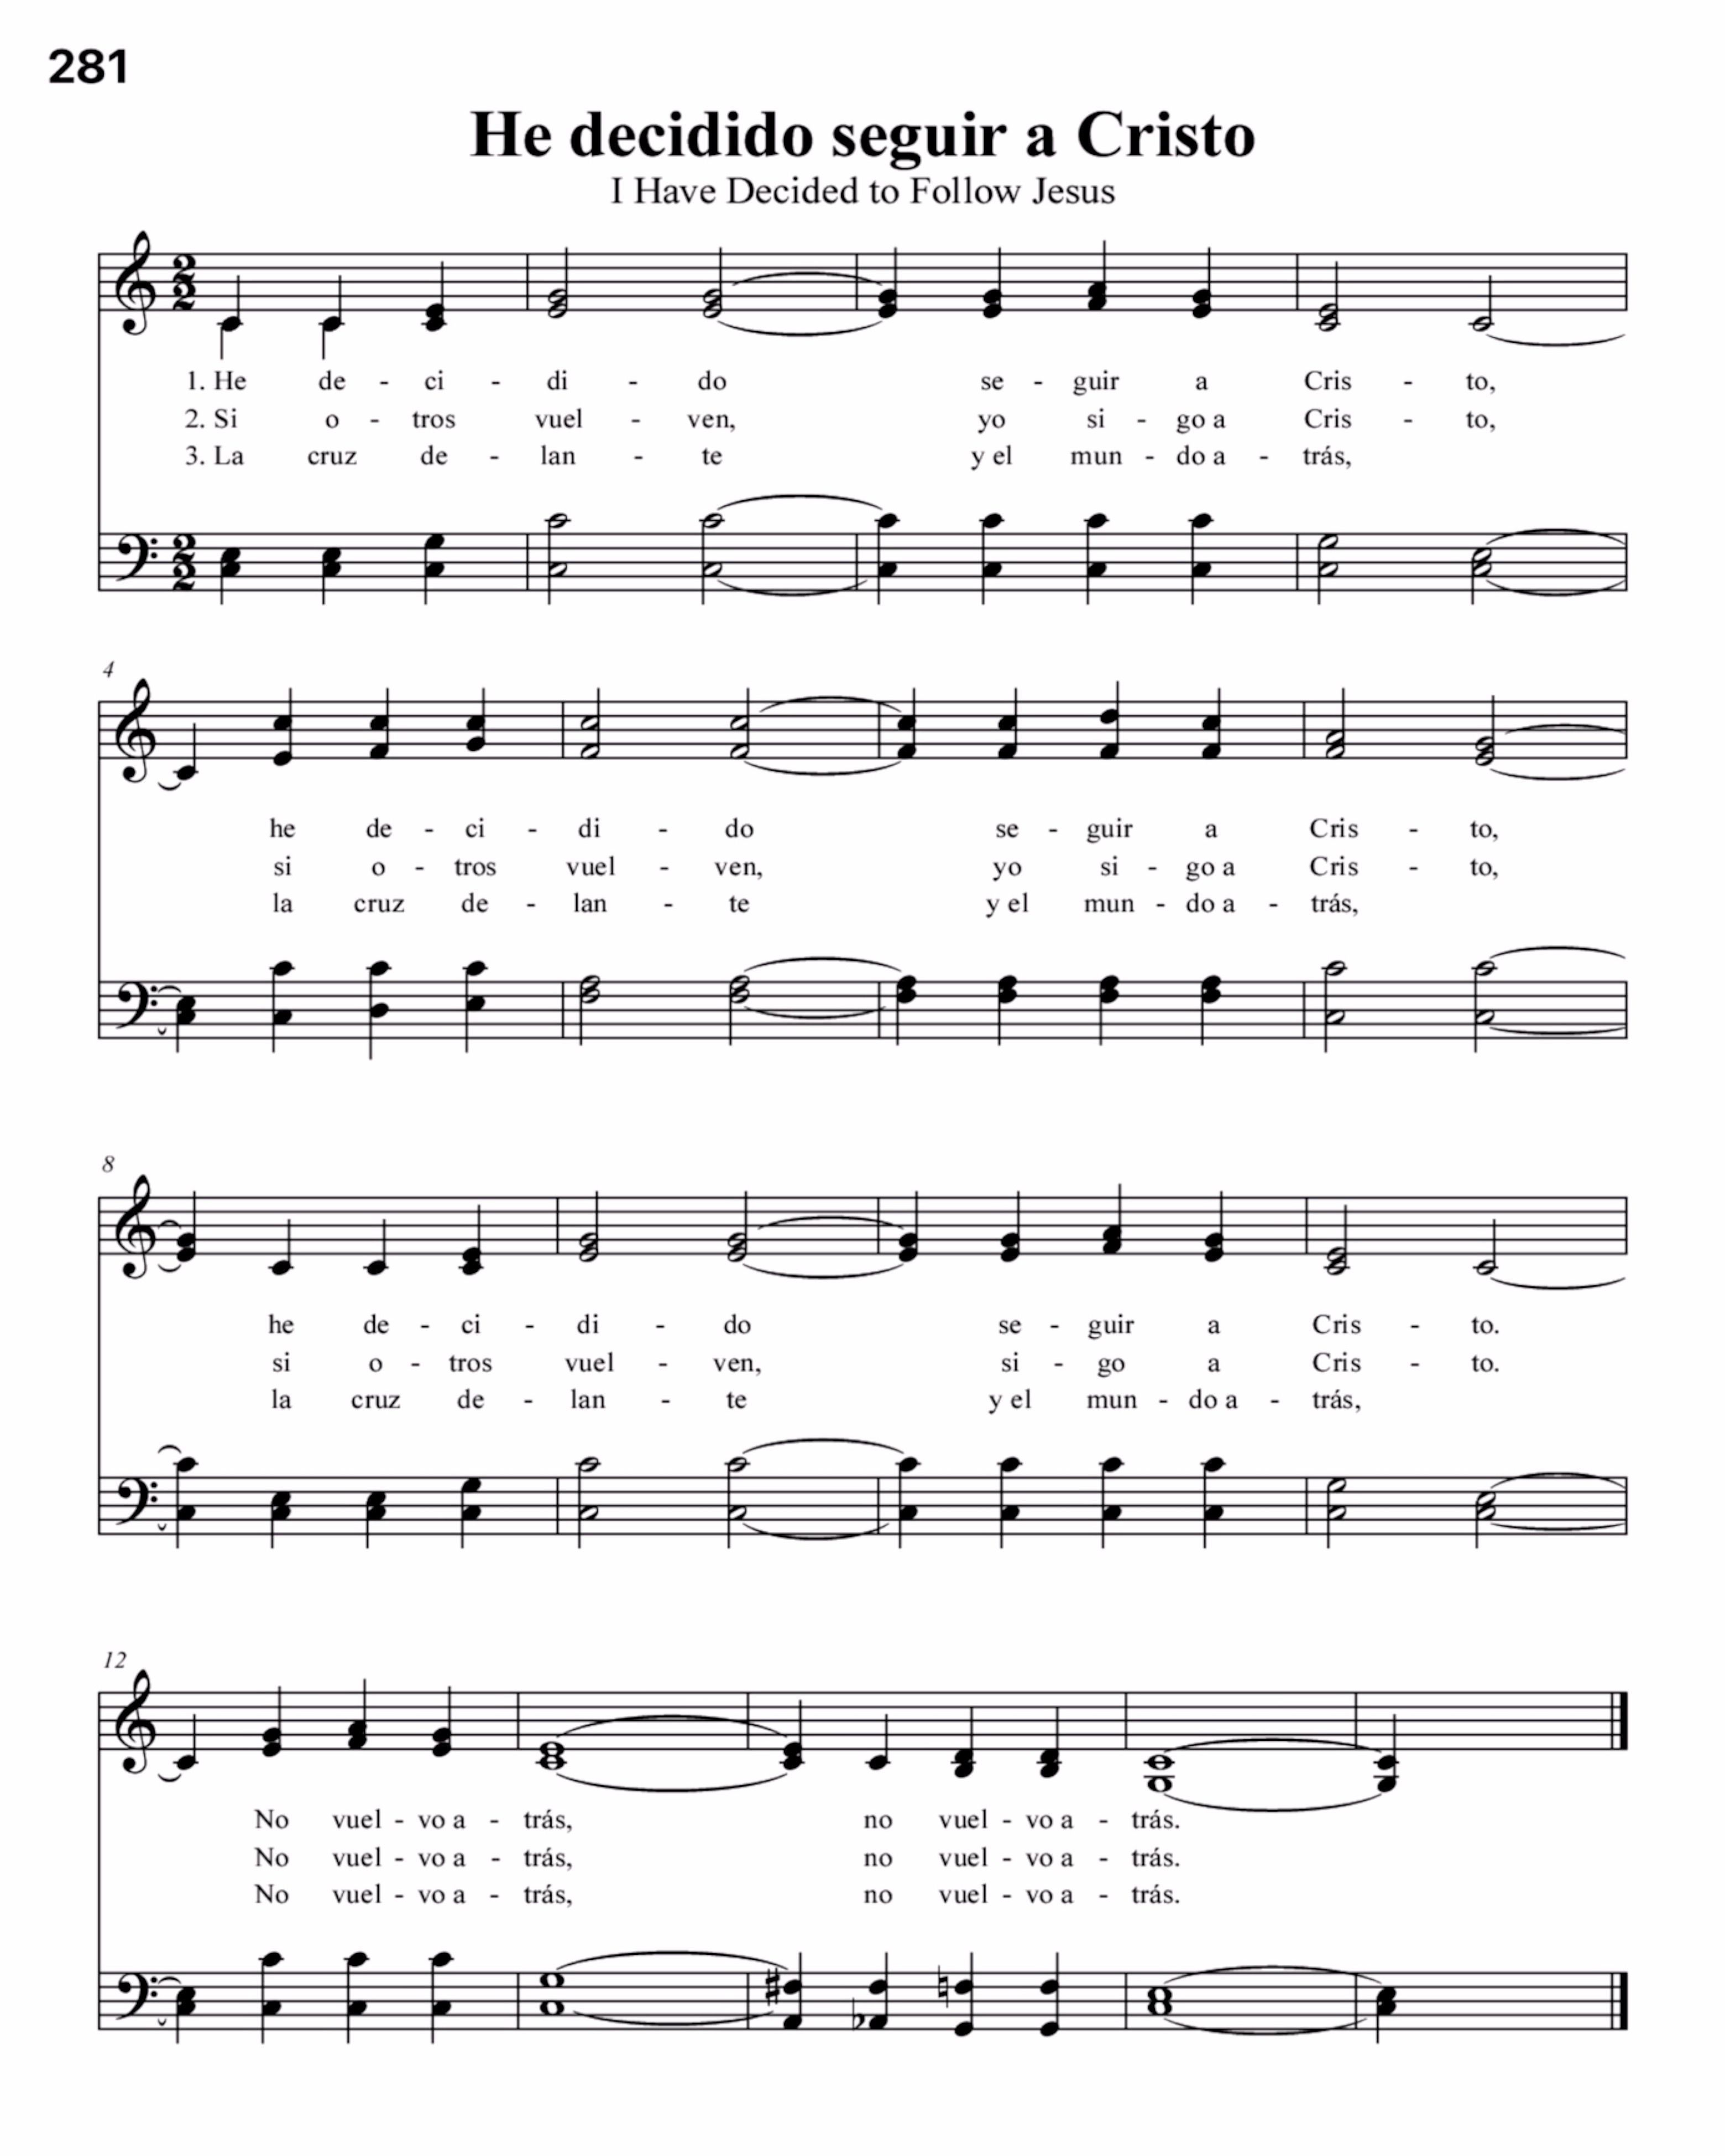 281
He decidido seguir a Cristo
I Have Decided to Follow Jesus
1. He de - ci - di - do se - guir a Cris - to,
2. Si o - tros vuel - ven, yo si - go a Cris - to,
3. La cruz de - lan - te y el mun - do a - trás,
4
he de - ci - di - do se - guir a Cris - to,
si o - tros vuel - ven, yo si - go a Cris - to,
la cruz de - lan - te y el mun - do a - trás,
8
he de - ci - di - do se - guir a Cris - to.
si o - tros vuel - ven, si - go a Cris - to.
la cruz de - lan - te y el mun - do a - trás,
12
No vuel - vo a - trás, no vuel - vo a - trás.
No vuel - vo a - trás, no vuel - vo a - trás.
No vuel - vo a - trás, no vuel - vo a - trás.